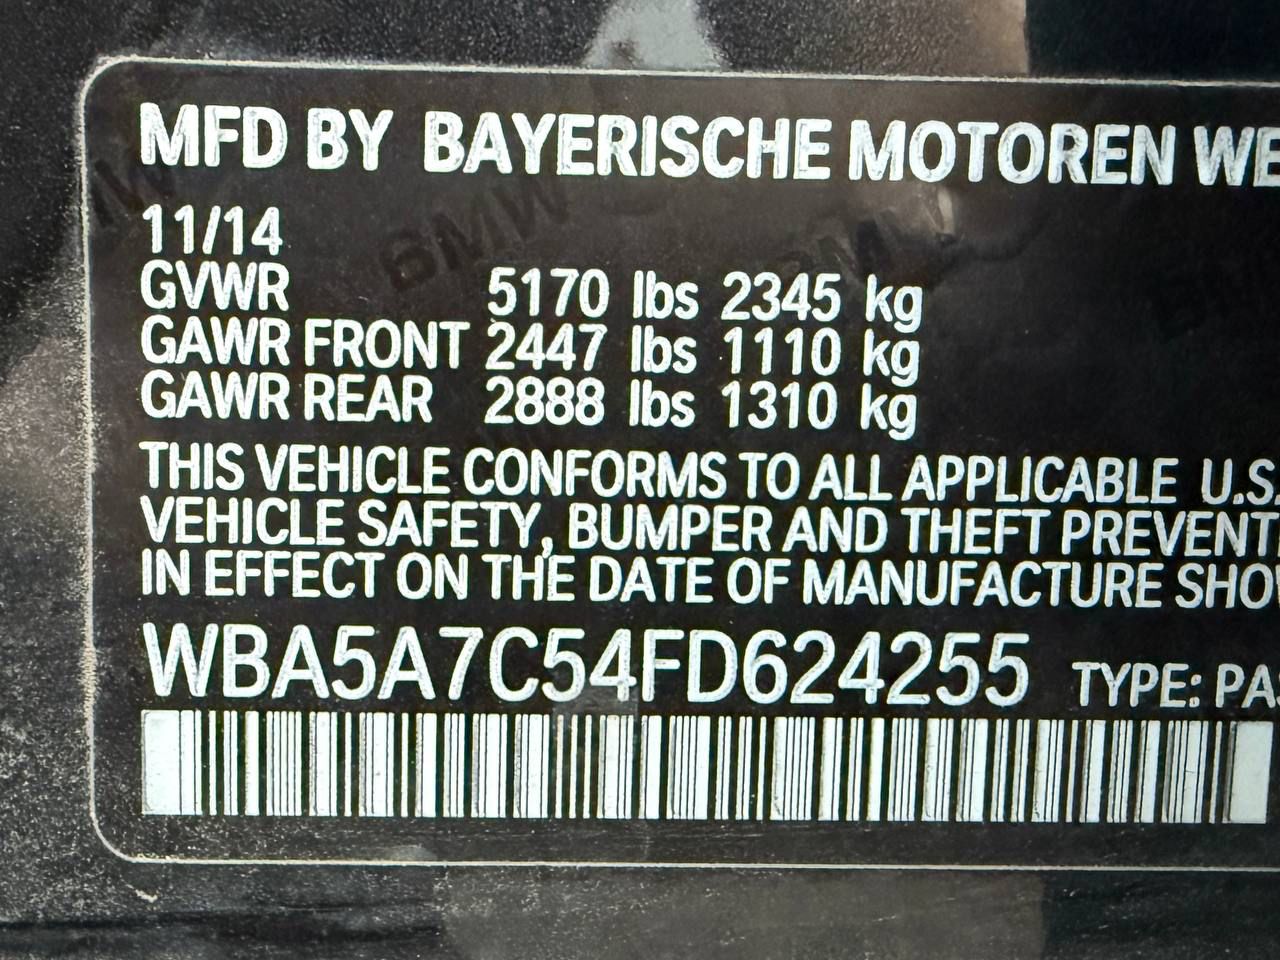 MFD BY BAYERISCHE MOTOREN WE
11/14
GVWR 5170 lbs 2345 kg
GAWR FRONT 2447 lbs 1110 kg
GAWR REAR 2888 lbs 1310 kg
THIS VEHICLE CONFORMS TO ALL APPLICABLE U.S.
VEHICLE SAFETY, BUMPER AND THEFT PREVENT
IN EFFECT ON THE DATE OF MANUFACTURE SHO
WBA5A7C54FD624255 TYPE: PA